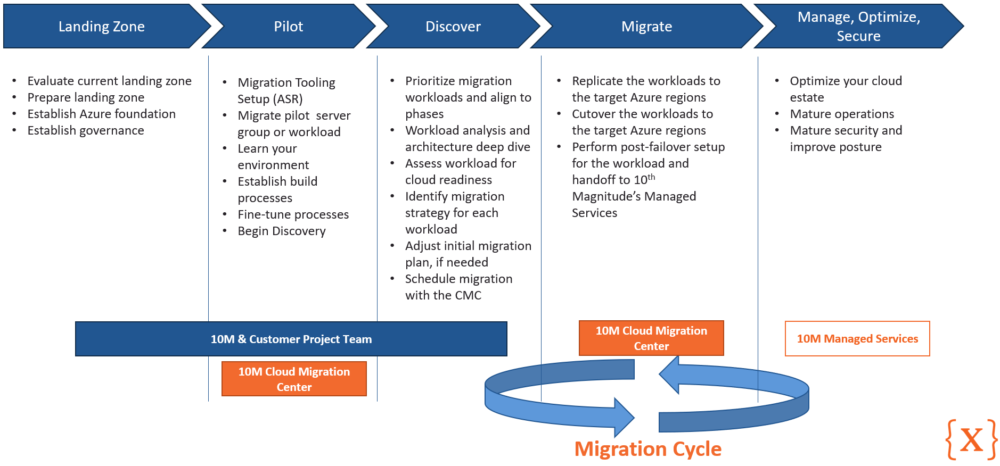 Landing Zone
Pilot
Discover
Migrate
Manage, Optimize,
Secure
• Evaluate current landing zone
• Prepare landing zone
• Establish Azure foundation
• Establish governance
• Migration Tooling
Setup (ASR)
• Migrate pilot server
group or workload
• Learn your
environment
• Establish build
processes
• Fine-tune processes
• Begin Discovery
• Prioritize migration
workloads and align to
phases
• Workload analysis and
architecture deep dive
• Assess workload for
cloud readiness
• Identify migration
strategy for each
workload
• Adjust initial migration
plan, if needed
• Schedule migration
with the CMC
• Replicate the workloads to
the target Azure regions
• Cutover the workloads to
the target Azure regions
• Perform post-failover setup
for the workload and
handoff to 10th
Magnitude’s Managed
Services
• Optimize your cloud
estate
• Mature operations
• Mature security and
improve posture
10M & Customer Project Team
10M Cloud Migration
Center
10M Cloud Migration
Center
10M Managed Services
Migration Cycle
{X}